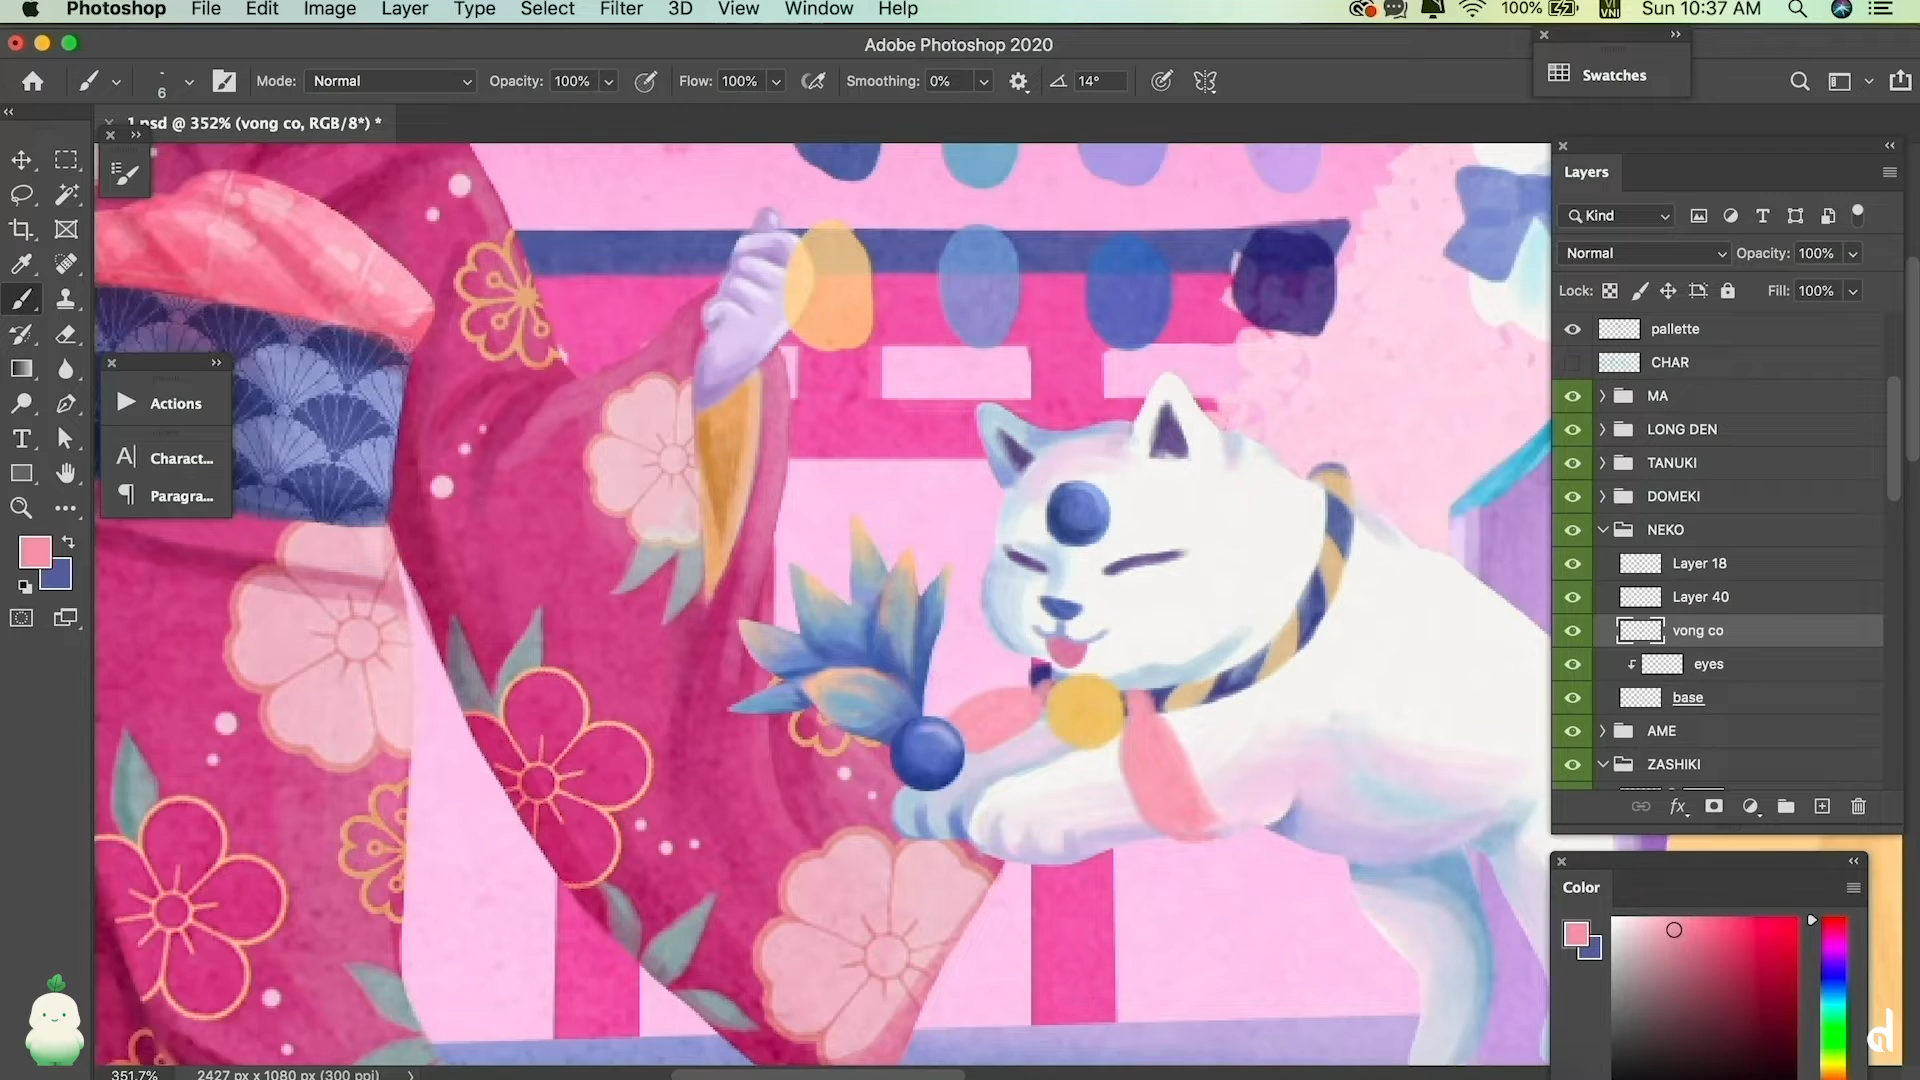 Photoshop File Edit Image Layer Type Select Filter 3D View Window Help 100% VNI Sun 10:37 AM
Adobe Photoshop 2020
6 Mode: Normal Opacity: 100% Flow: 100% Smoothing: 0% 14°
Swatches
1.psd @ 352% (vong co, RGB/8*) *
Layers
Kind
Normal Opacity: 100%
Lock: Fill: 100%
pallette
CHAR
MA
LONG DEN
TANUKI
DOMEKI
NEKO
Layer 18
Layer 40
vong co
eyes
base
AME
ZASHIKI
fx
Actions
Charact...
Paragra...
Color
351.7% 2427 px x 1080 px (300 ppi)
d